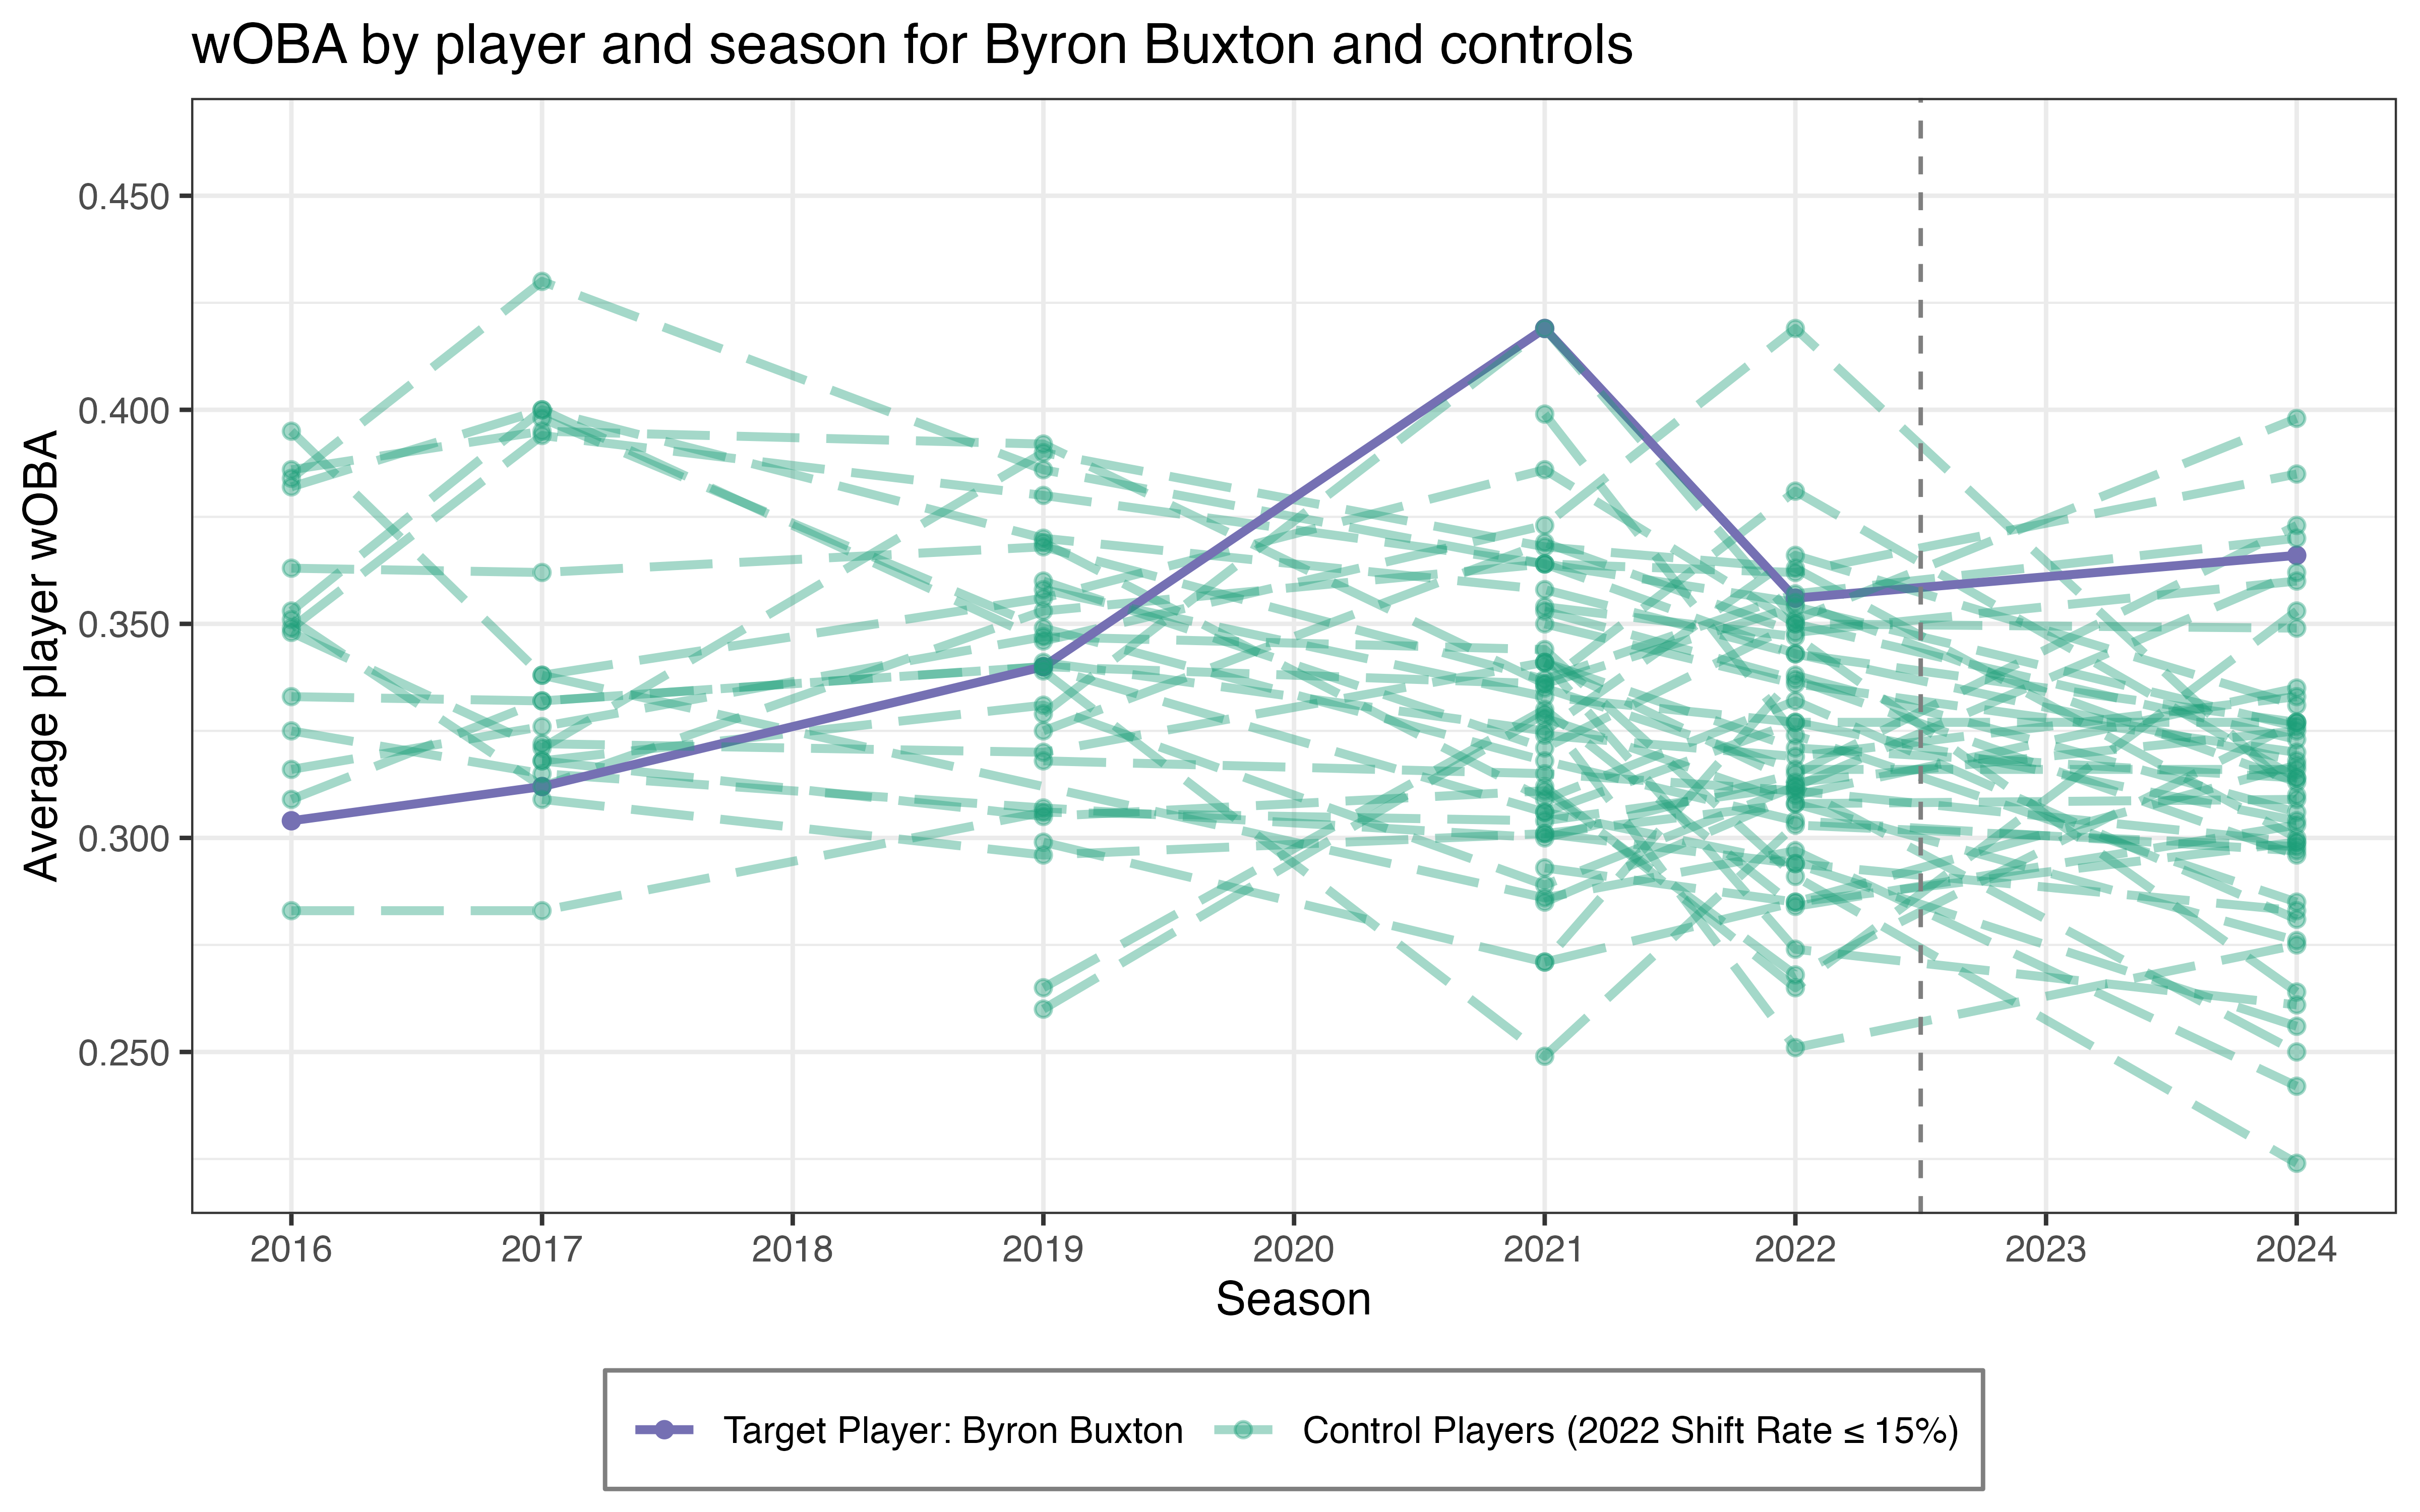 wOBA by player and season for Byron Buxton and controls
Average player wOBA
0.450
0.400
0.350
0.300
0.250
2016 2017 2018 2019 2020 2021 2022 2023 2024
Season
Target Player: Byron Buxton Control Players (2022 Shift Rate ≤ 15%)